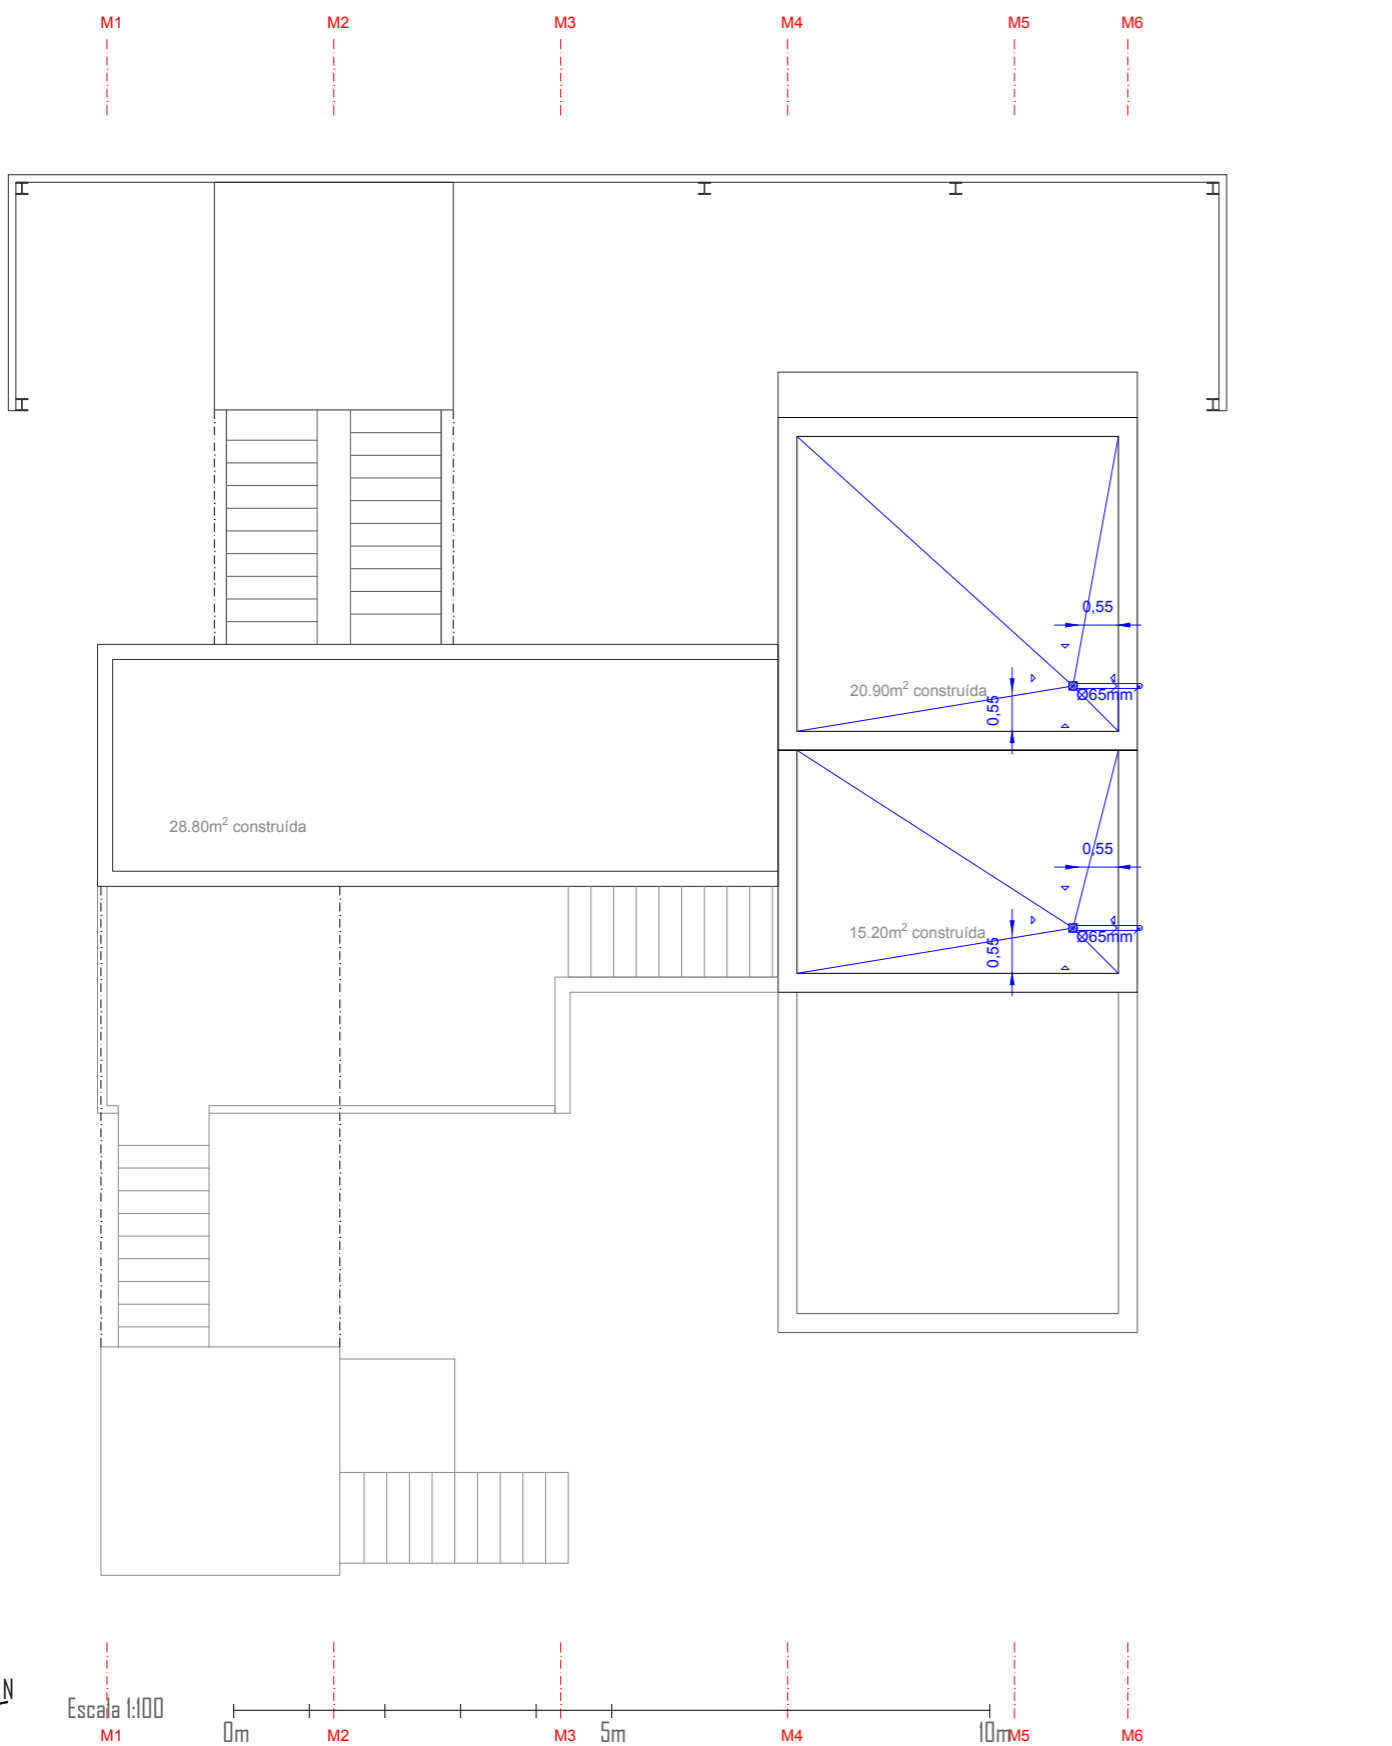 M1 M2 M3 M4 M5 M6
0,55
20.90m² construída
Ø65mm
0,55
28.80m² construída
0,55
15.20m² construída
Ø65mm
0,55
N
Escala 1:100
0m 5m 10m
M1 M2 M3 M4 M5 M6